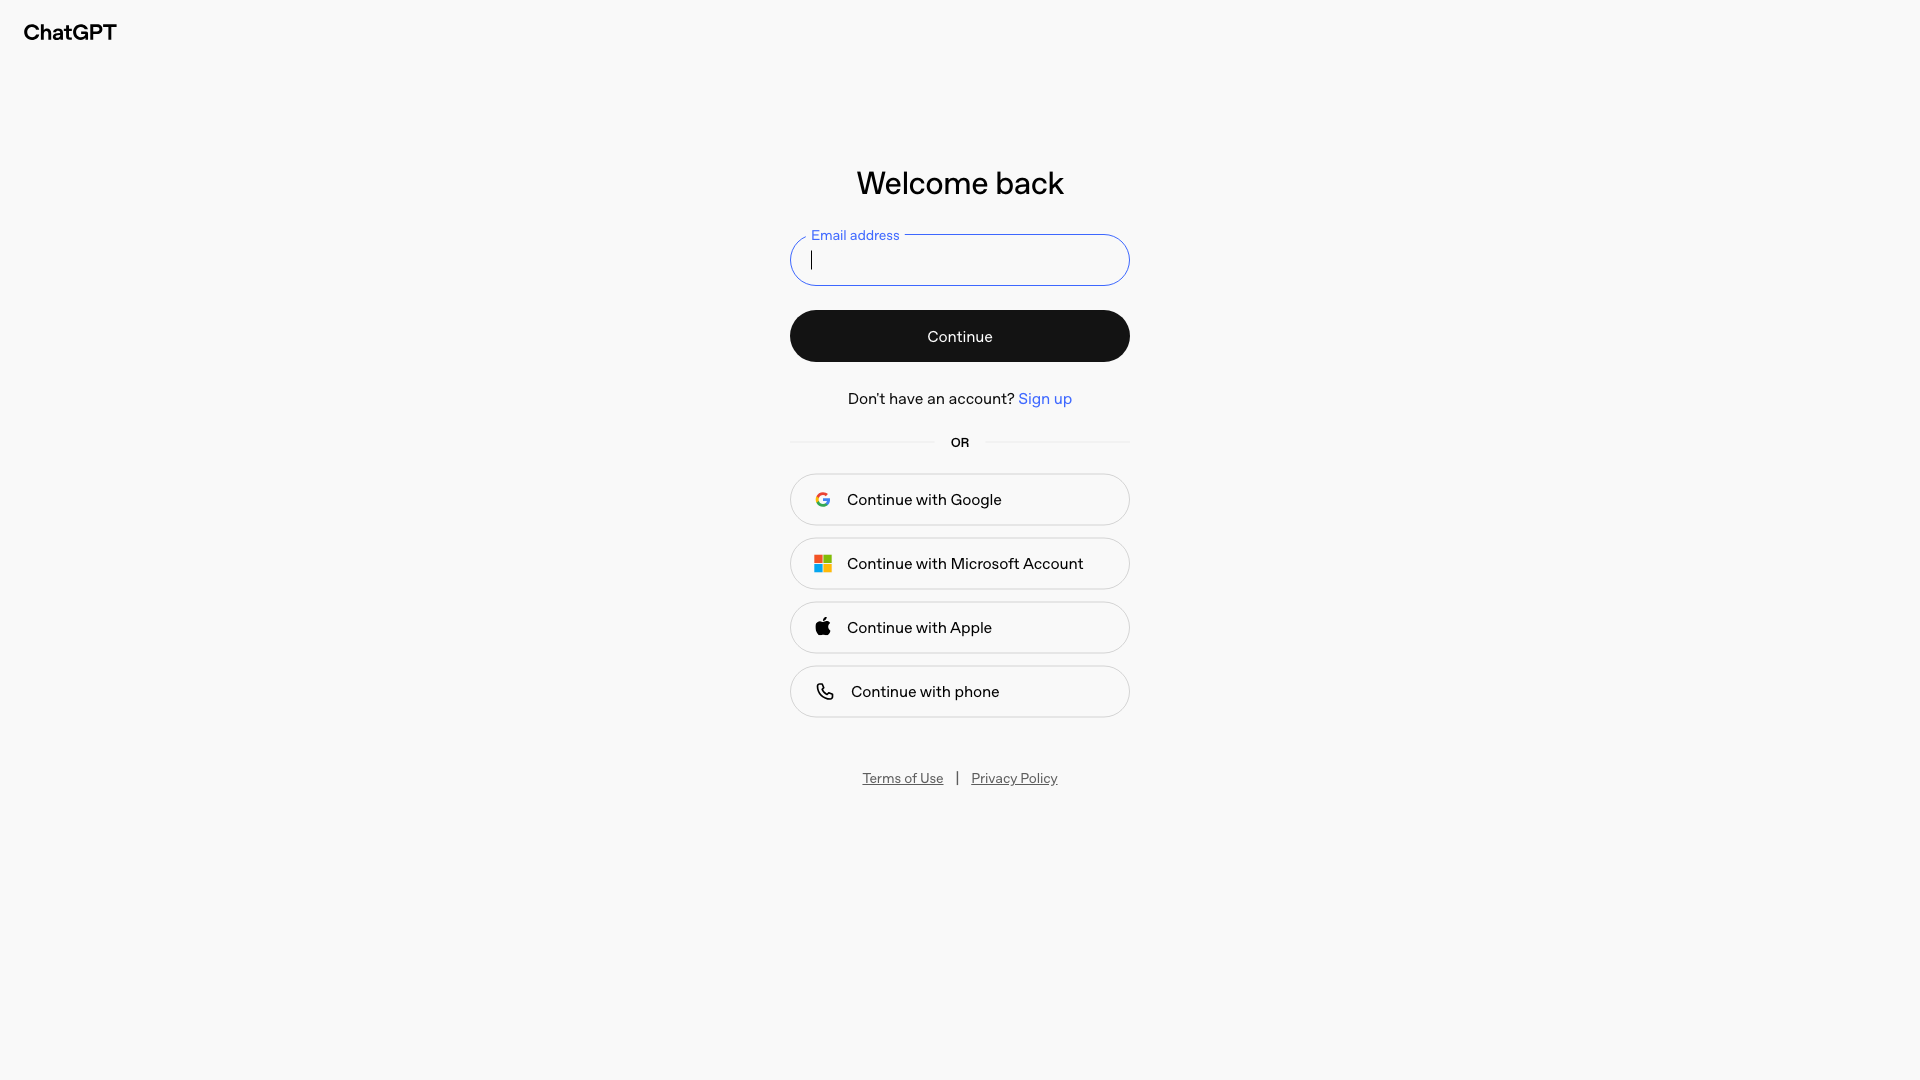 ChatGPT
Welcome back
Email address
Continue
Don't have an account? Sign up
OR
Continue with Google
Continue with Microsoft Account
Continue with Apple
Continue with phone
Terms of Use | Privacy Policy